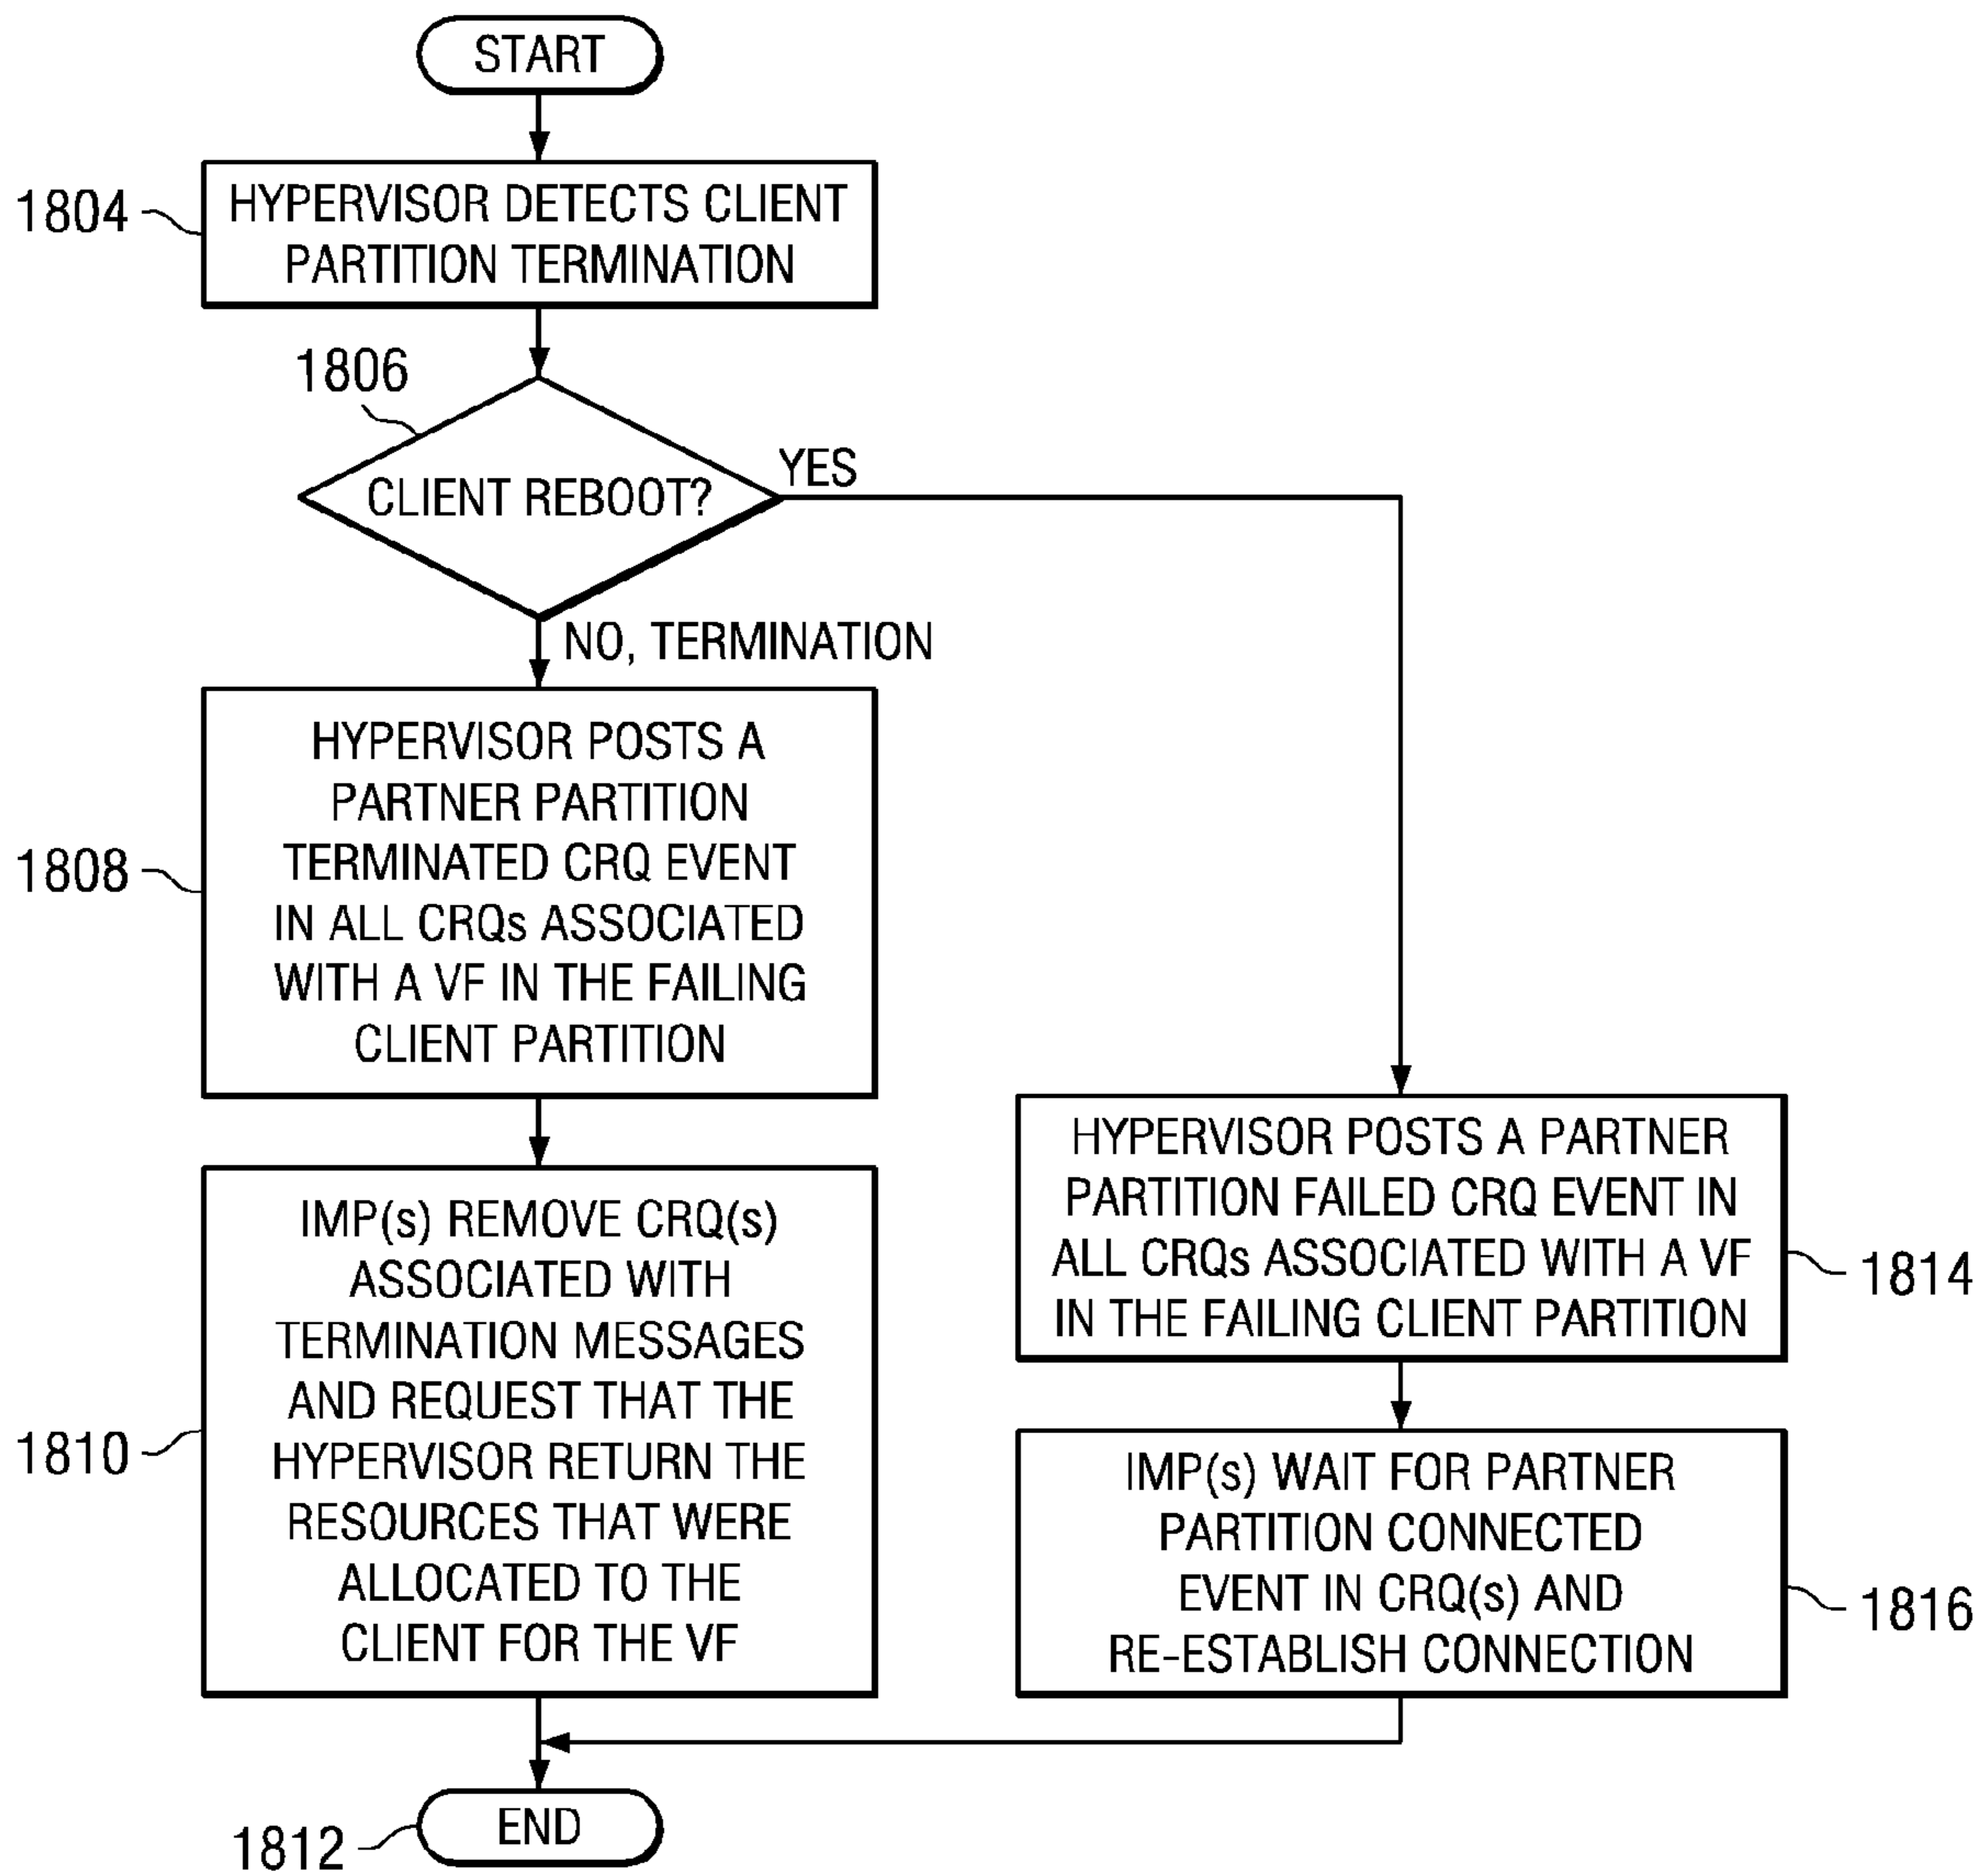 START
1804
HYPERVISOR DETECTS CLIENT
PARTITION TERMINATION
1806
CLIENT REBOOT?
YES
NO, TERMINATION
1808
HYPERVISOR POSTS A
PARTNER PARTITION
TERMINATED CRQ EVENT
IN ALL CRQs ASSOCIATED
WITH A VF IN THE FAILING
CLIENT PARTITION
1810
IMP(s) REMOVE CRQ(s)
ASSOCIATED WITH
TERMINATION MESSAGES
AND REQUEST THAT THE
HYPERVISOR RETURN THE
RESOURCES THAT WERE
ALLOCATED TO THE
CLIENT FOR THE VF
HYPERVISOR POSTS A PARTNER
PARTITION FAILED CRQ EVENT IN
ALL CRQs ASSOCIATED WITH A VF
IN THE FAILING CLIENT PARTITION
1814
IMP(s) WAIT FOR PARTNER
PARTITION CONNECTED
EVENT IN CRQ(s) AND
RE-ESTABLISH CONNECTION
1816
END
1812